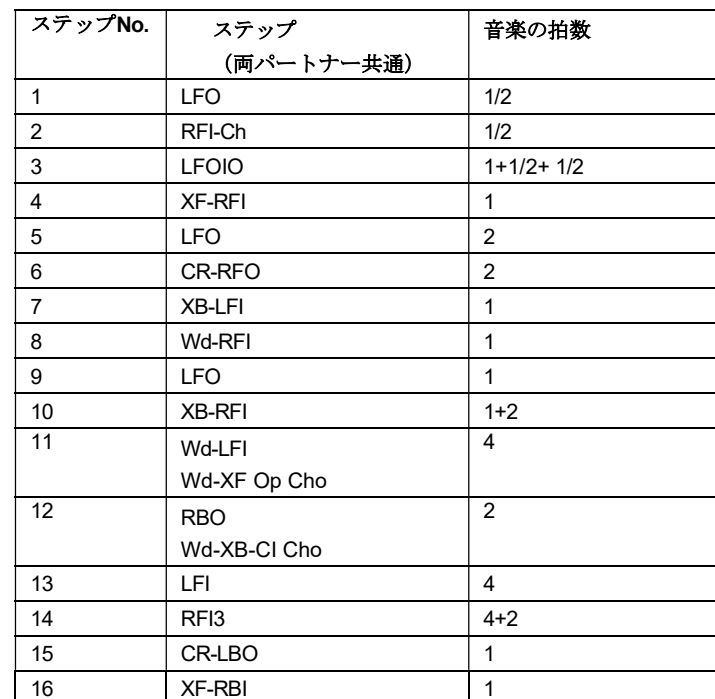 ステップNo. ステップ 音楽の拍数
(両パートナー共通)
1 LFO 1/2
2 RFI-Ch 1/2
3 LFOIO 1+1/2+ 1/2
4 XF-RFI 1
5 LFO 2
6 CR-RFO 2
7 XB-LFI 1
8 Wd-RFI 1
9 LFO 1
10 XB-RFI 1+2
11 Wd-LFI 4
Wd-XF Op Cho
12 RBO 2
Wd-XB-CI Cho
13 LFI 4
14 RFI3 4+2
15 CR-LBO 1
16 XF-RBI 1